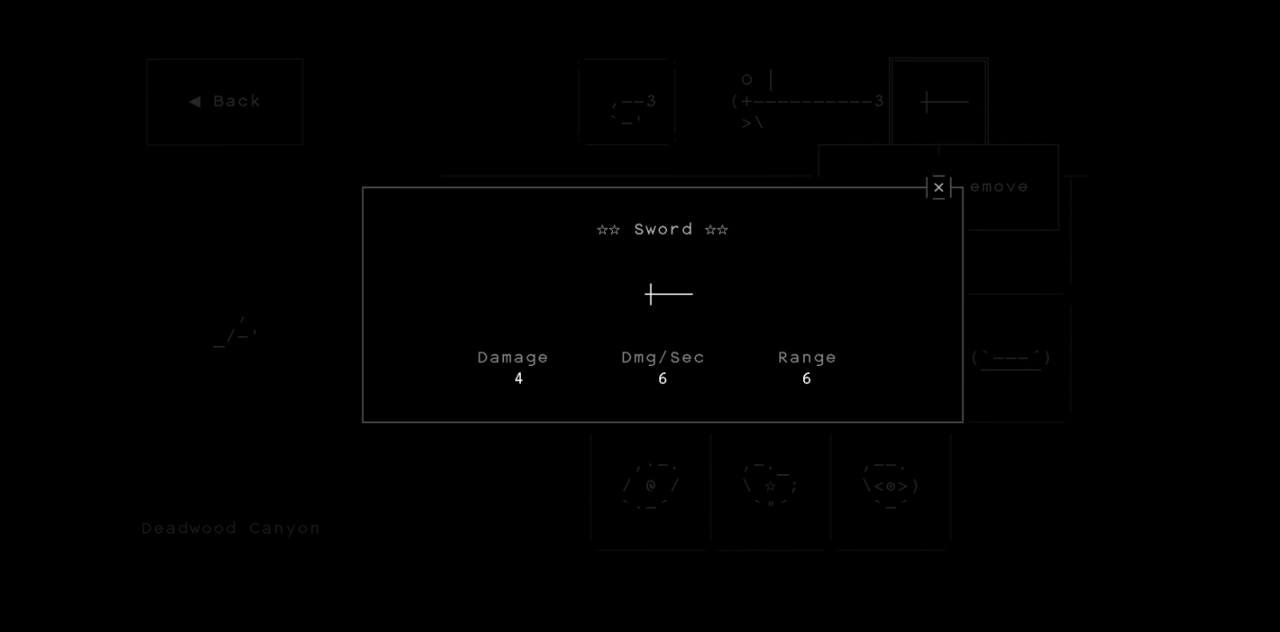 ◀ Back
emove
×
☆☆ Sword ☆☆
Damage Dmg/Sec Range
4 6 6
Deadwood Canyon